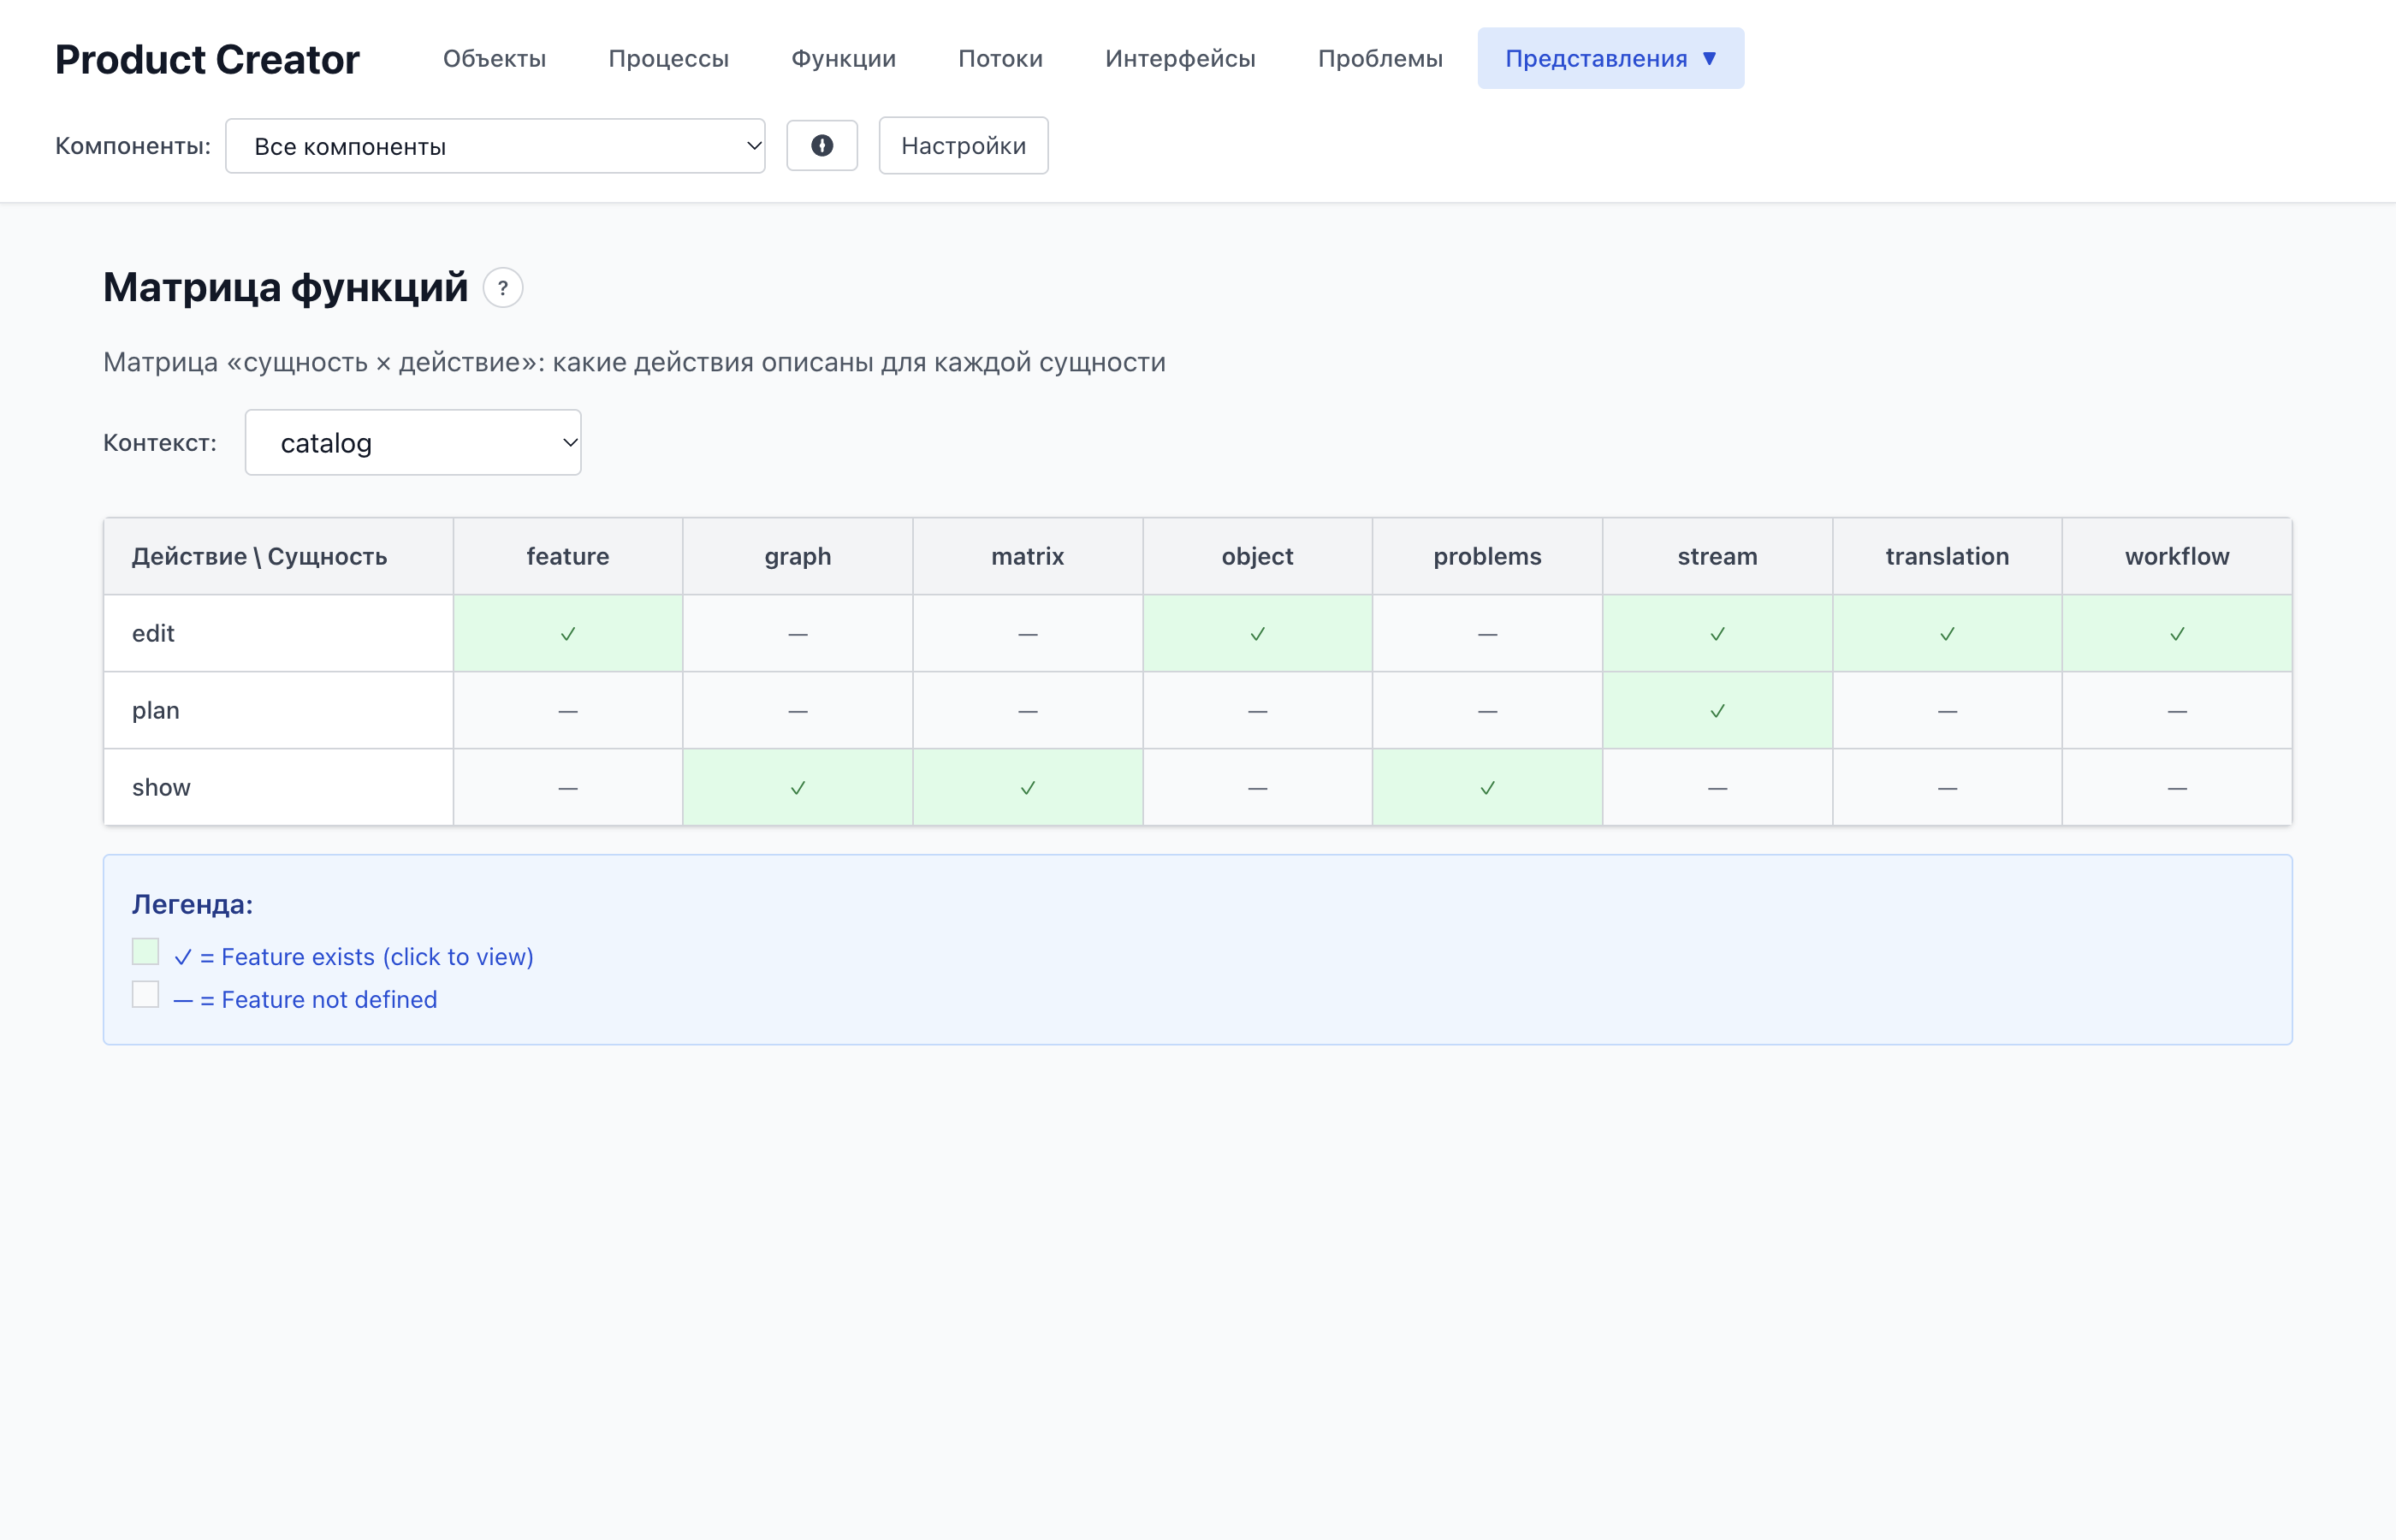 Product Creator Объекты Процессы Функции Потоки Интерфейсы Проблемы Представления ▼
Компоненты: Все компоненты Настройки
Матрица функций ?
Матрица «сущность × действие»: какие действия описаны для каждой сущности
Контекст: catalog
Действие \ Сущность feature graph matrix object problems stream translation workflow
edit ✓ — — ✓ — ✓ ✓ ✓
plan — — — — — ✓ — —
show — ✓ ✓ — ✓ — — —
Легенда:
✓ = Feature exists (click to view)
— = Feature not defined